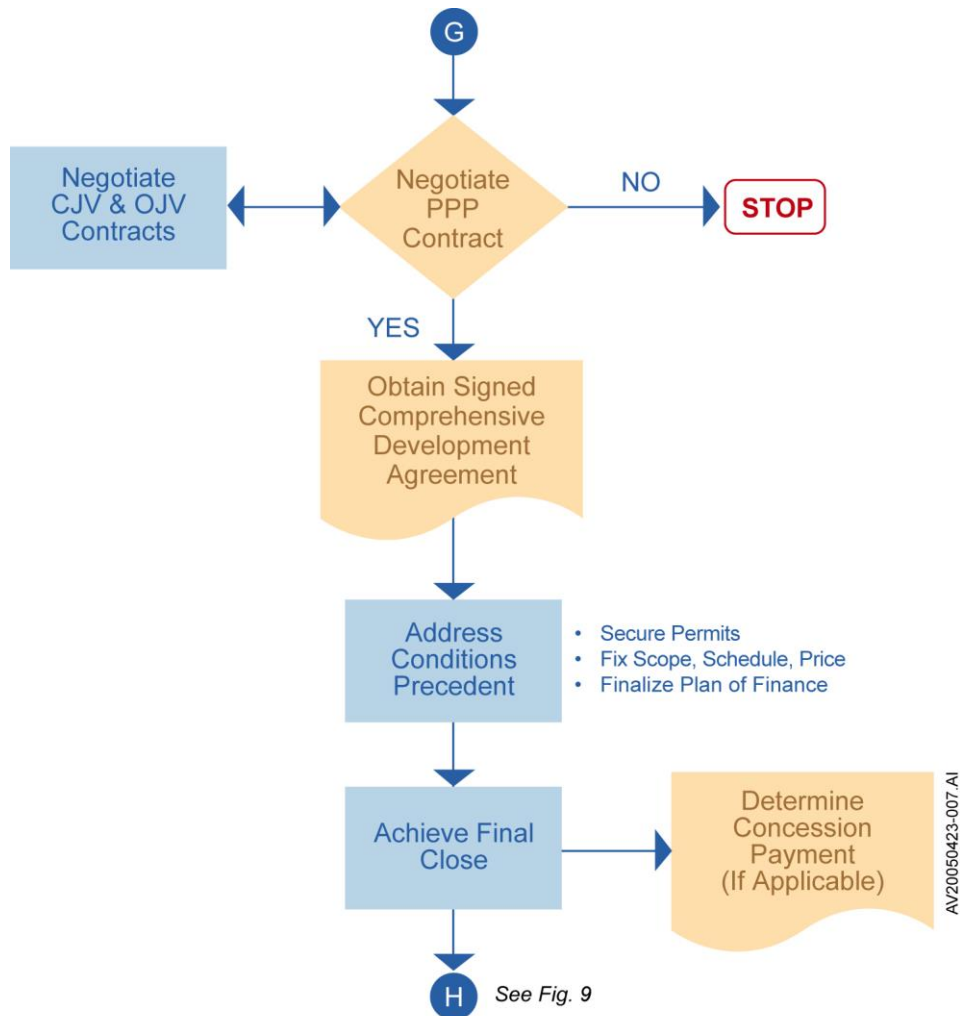 G
Negotiate
CJV & OJV
Contracts
Negotiate
PPP
Contract
NO
STOP
YES
Obtain Signed
Comprehensive
Development
Agreement
Address
Conditions
Precedent
• Secure Permits
• Fix Scope, Schedule, Price
• Finalize Plan of Finance
Achieve Final
Close
Determine
Concession
Payment
(If Applicable)
AV20050423-007.AI
H
See Fig. 9